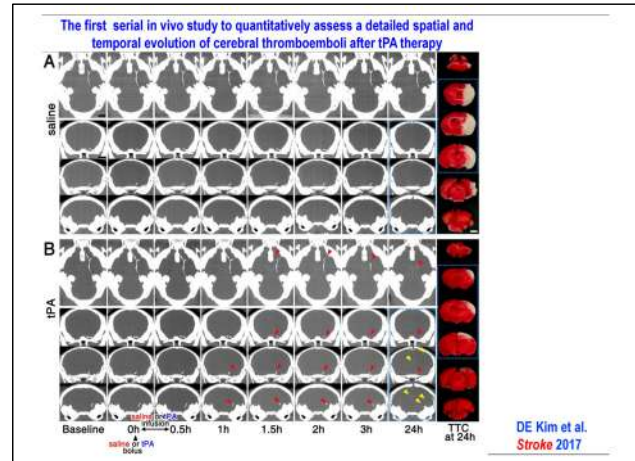 The first serial in vivo study to quantitatively assess a detailed spatial and
temporal evolution of cerebral thromboemboli after tPA therapy
A
saline
B
tPA
saline or tPA
infusion
Baseline 0h 0.5h 1h 1.5h 2h 3h 24h TTC
at 24h
saline or tPA
bolus
DE Kim et al.
Stroke 2017